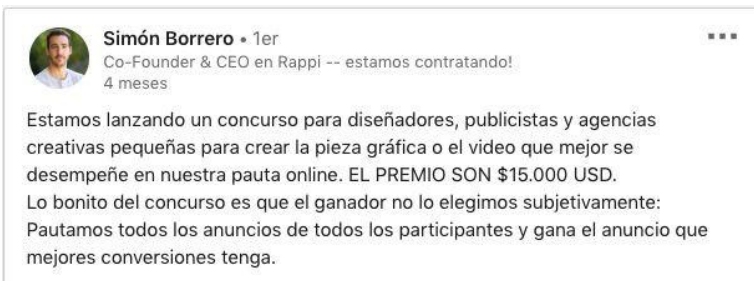 Simón Borrero • 1er
Co-Founder & CEO en Rappi -- estamos contratando!
4 meses
Estamos lanzando un concurso para diseñadores, publicistas y agencias
creativas pequeñas para crear la pieza gráfica o el video que mejor se
desempeñe en nuestra pauta online. EL PREMIO SON $15.000 USD.
Lo bonito del concurso es que el ganador no lo elegimos subjetivamente:
Pautamos todos los anuncios de todos los participantes y gana el anuncio que
mejores conversiones tenga.